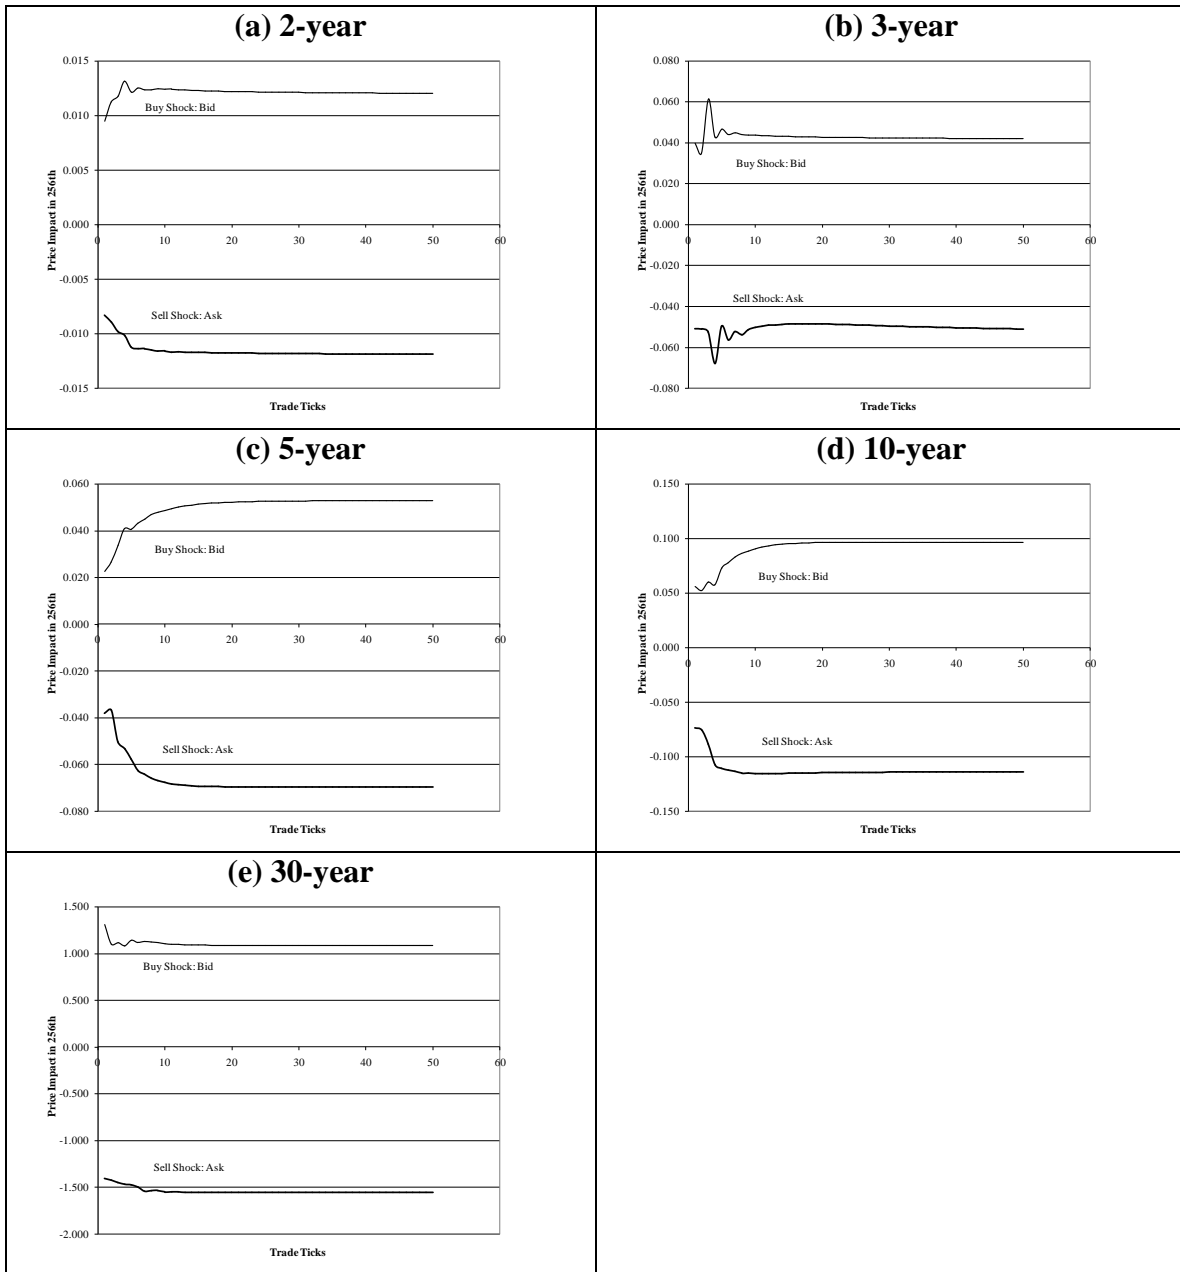 (a) 2-year
0.015
0.010
0.005
0.000
-0.005
-0.010
-0.015
0
10
20
30
40
50
60
Price Impact in 256th
Trade Ticks
Buy Shock: Bid
Sell Shock: Ask
(b) 3-year
0.080
0.060
0.040
0.020
0.000
-0.020
-0.040
-0.060
-0.080
0
10
20
30
40
50
60
Price Impact in 256th
Trade Ticks
Buy Shock: Bid
Sell Shock: Ask
(c) 5-year
0.060
0.040
0.020
0.000
-0.020
-0.040
-0.060
-0.080
0
10
20
30
40
50
60
Price Impact in 256th
Trade Ticks
Buy Shock: Bid
Sell Shock: Ask
(d) 10-year
0.150
0.100
0.050
0.000
-0.050
-0.100
-0.150
0
10
20
30
40
50
60
Price Impact in 256th
Trade Ticks
Buy Shock: Bid
Sell Shock: Ask
(e) 30-year
1.500
1.000
0.500
0.000
-0.500
-1.000
-1.500
-2.000
0
10
20
30
40
50
60
Price Impact in 256th
Trade Ticks
Buy Shock: Bid
Sell Shock: Ask